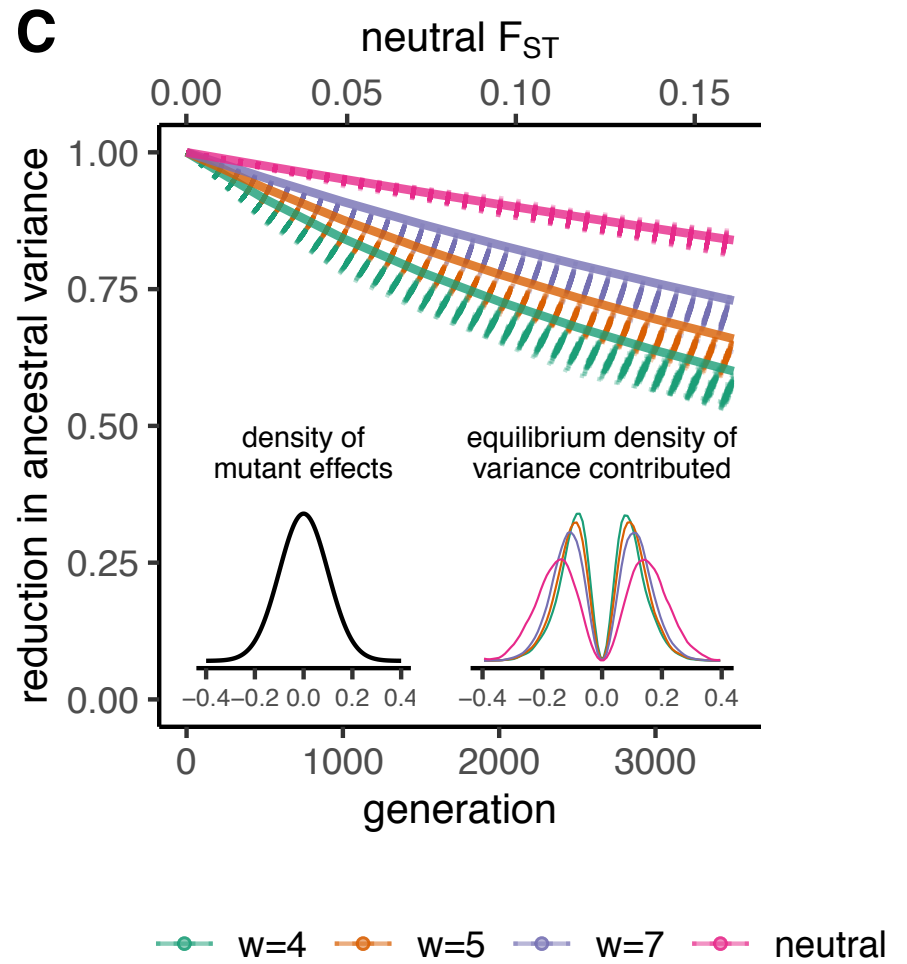 C
neutral F_ST
0.00 0.05 0.10 0.15
reduction in ancestral variance
1.00
0.75
0.50
0.25
0.00
density of
mutant effects
−0.4 −0.2 0.0 0.2 0.4
equilibrium density of
variance contributed
−0.4 −0.2 0.0 0.2 0.4
0 1000 2000 3000
generation
w=4 w=5 w=7 neutral